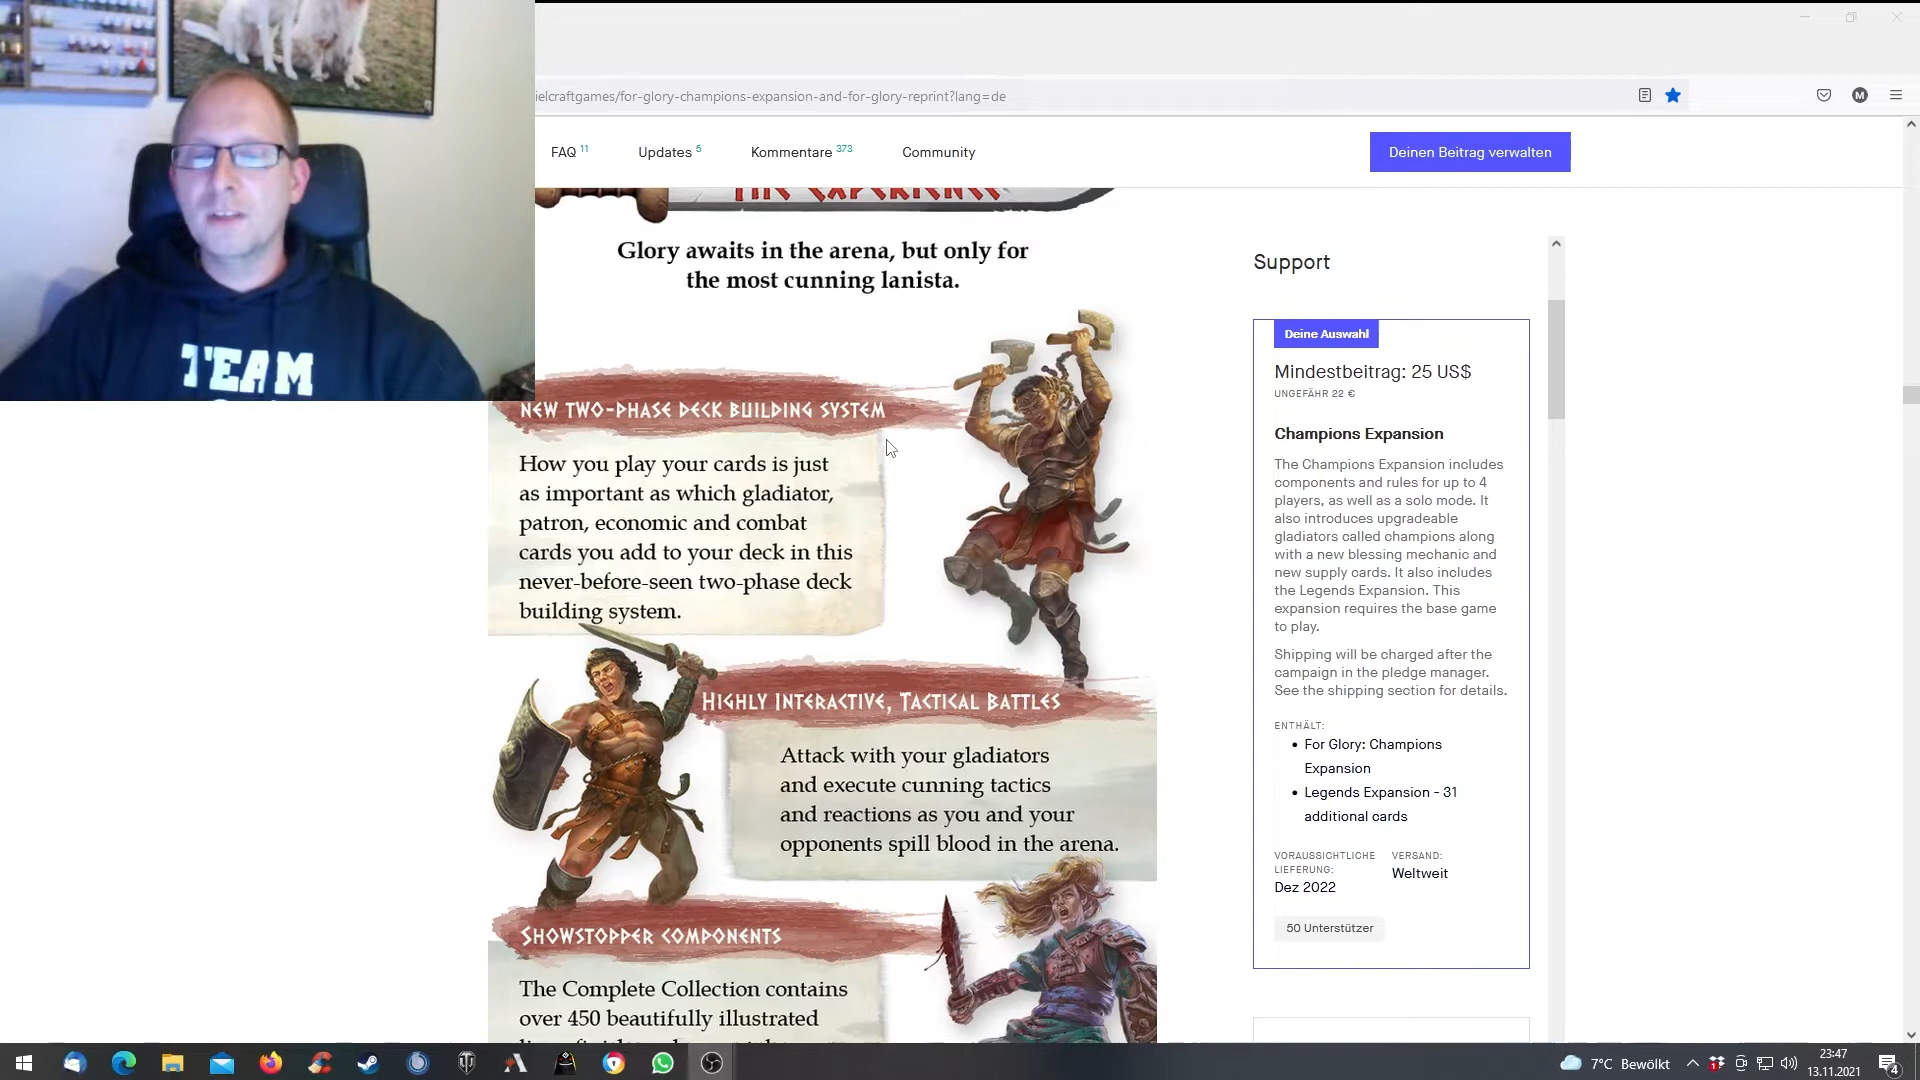 TEAM
ielcraftgames/for-glory-champions-expansion-and-for-glory-reprint?lang=de
M
FAQ 11
Updates 5
Kommentare 373
Community
Deinen Beitrag verwalten
THE EXPERIENCE
Glory awaits in the arena, but only for
the most cunning lanista.
NEW TWO-PHASE DECK BUILDING SYSTEM
How you play your cards is just
as important as which gladiator,
patron, economic and combat
cards you add to your deck in this
never-before-seen two-phase deck
building system.
HIGHLY INTERACTIVE, TACTICAL BATTLES
Attack with your gladiators
and execute cunning tactics
and reactions as you and your
opponents spill blood in the arena.
SHOWSTOPPER COMPONENTS
The Complete Collection contains
over 450 beautifully illustrated
Support
Deine Auswahl
Mindestbeitrag: 25 US$
UNGEFÄHR 22 €
Champions Expansion
The Champions Expansion includes
components and rules for up to 4
players, as well as a solo mode. It
also introduces upgradeable
gladiators called champions along
with a new blessing mechanic and
new supply cards. It also includes
the Legends Expansion. This
expansion requires the base game
to play.
Shipping will be charged after the
campaign in the pledge manager.
See the shipping section for details.
ENTHÄLT:
• For Glory: Champions
Expansion
• Legends Expansion - 31
additional cards
VORAUSSICHTLICHE
LIEFERUNG:
Dez 2022
VERSAND:
Weltweit
50 Unterstützer
7°C Bewölkt
1
23:47
13.11.2021
4